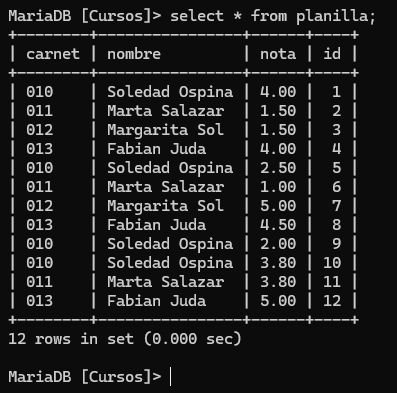 MariaDB [Cursos]> select * from planilla;
+--------+----------------+------+----+
| carnet | nombre         | nota | id |
+--------+----------------+------+----+
| 010    | Soledad Ospina | 4.00 |  1 |
| 011    | Marta Salazar  | 1.50 |  2 |
| 012    | Margarita Sol  | 1.50 |  3 |
| 013    | Fabian Juda    | 4.00 |  4 |
| 010    | Soledad Ospina | 2.50 |  5 |
| 011    | Marta Salazar  | 1.00 |  6 |
| 012    | Margarita Sol  | 5.00 |  7 |
| 013    | Fabian Juda    | 4.50 |  8 |
| 010    | Soledad Ospina | 2.00 |  9 |
| 010    | Soledad Ospina | 3.80 | 10 |
| 011    | Marta Salazar  | 3.80 | 11 |
| 013    | Fabian Juda    | 5.00 | 12 |
+--------+----------------+------+----+
12 rows in set (0.000 sec)
MariaDB [Cursos]>